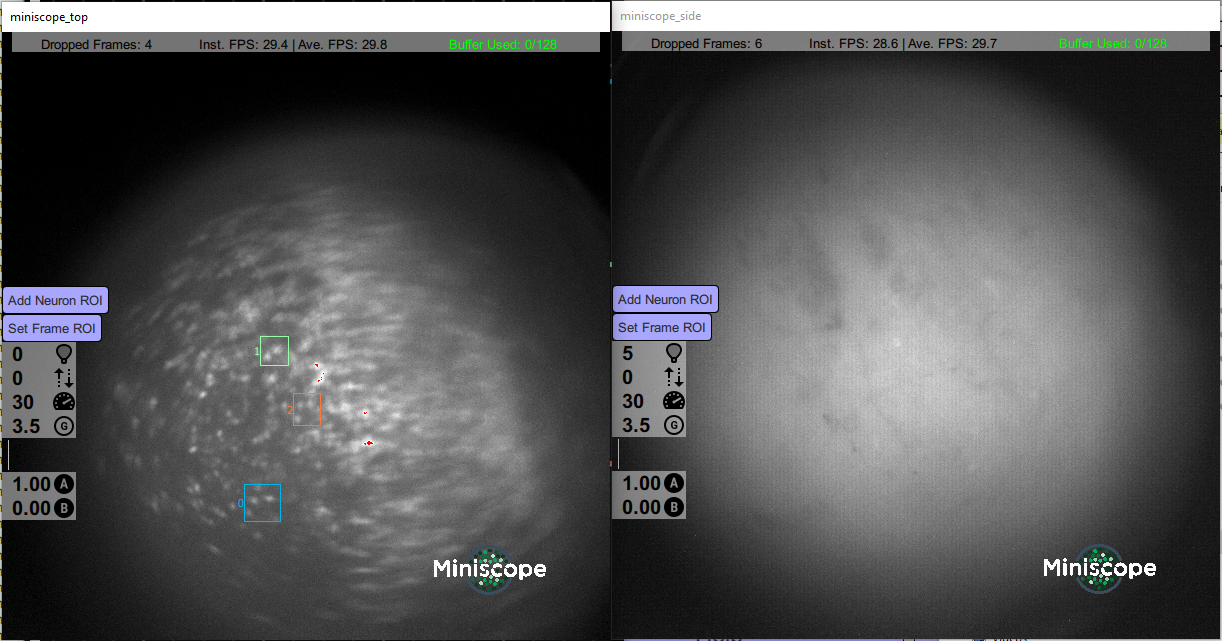 miniscope_top
Dropped Frames: 4 Inst. FPS: 29.4 | Ave. FPS: 29.8 Buffer Used: 0/128
Add Neuron ROI
Set Frame ROI
0
0
30
3.5 G
1.00 A
0.00 B
1
2
0
Miniscope
miniscope_side
Dropped Frames: 6 Inst. FPS: 28.6 | Ave. FPS: 29.7 Buffer Used: 0/128
Add Neuron ROI
Set Frame ROI
5
0
30
3.5 G
1.00 A
0.00 B
Miniscope